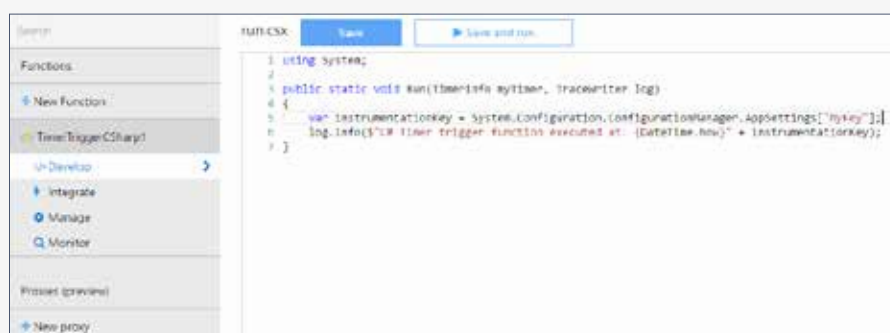 Search
run.csx
Save
Save and run
Functions
New Function
TimerTriggerCSharp1
Develop
Integrate
Manage
Monitor
Proxies (preview)
New proxy
1 using System;
2
3 public static void Run(TimerInfo myTimer, TraceWriter log)
4 {
5 var instrumentationKey = System.Configuration.ConfigurationManager.AppSettings["MyKey"];
6 log.Info($"C# Timer trigger function executed at: {DateTime.Now}" + instrumentationKey);
7 }